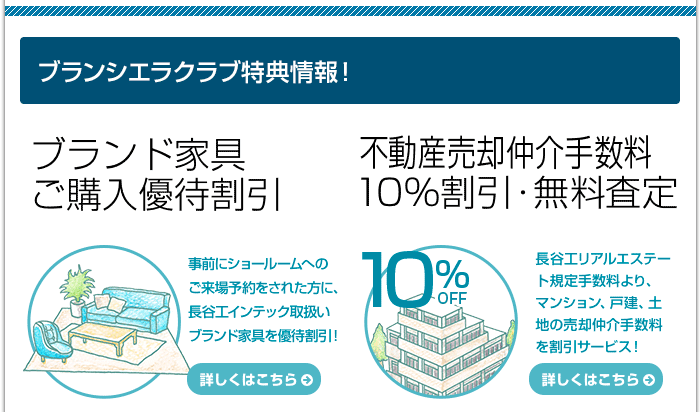 ブランシエラクラブ特典情報！
ブランド家具
ご購入優待割引
事前にショールームへの
ご来場予約をされた方に、
長谷工インテック取扱い
ブランド家具を優待割引！
詳しくはこちら
不動産売却仲介手数料
10%割引・無料査定
10%
OFF
長谷工リアルエステー
ト規定手数料より、
マンション、戸建、土
地の売却仲介手数料
を割引サービス！
詳しくはこちら